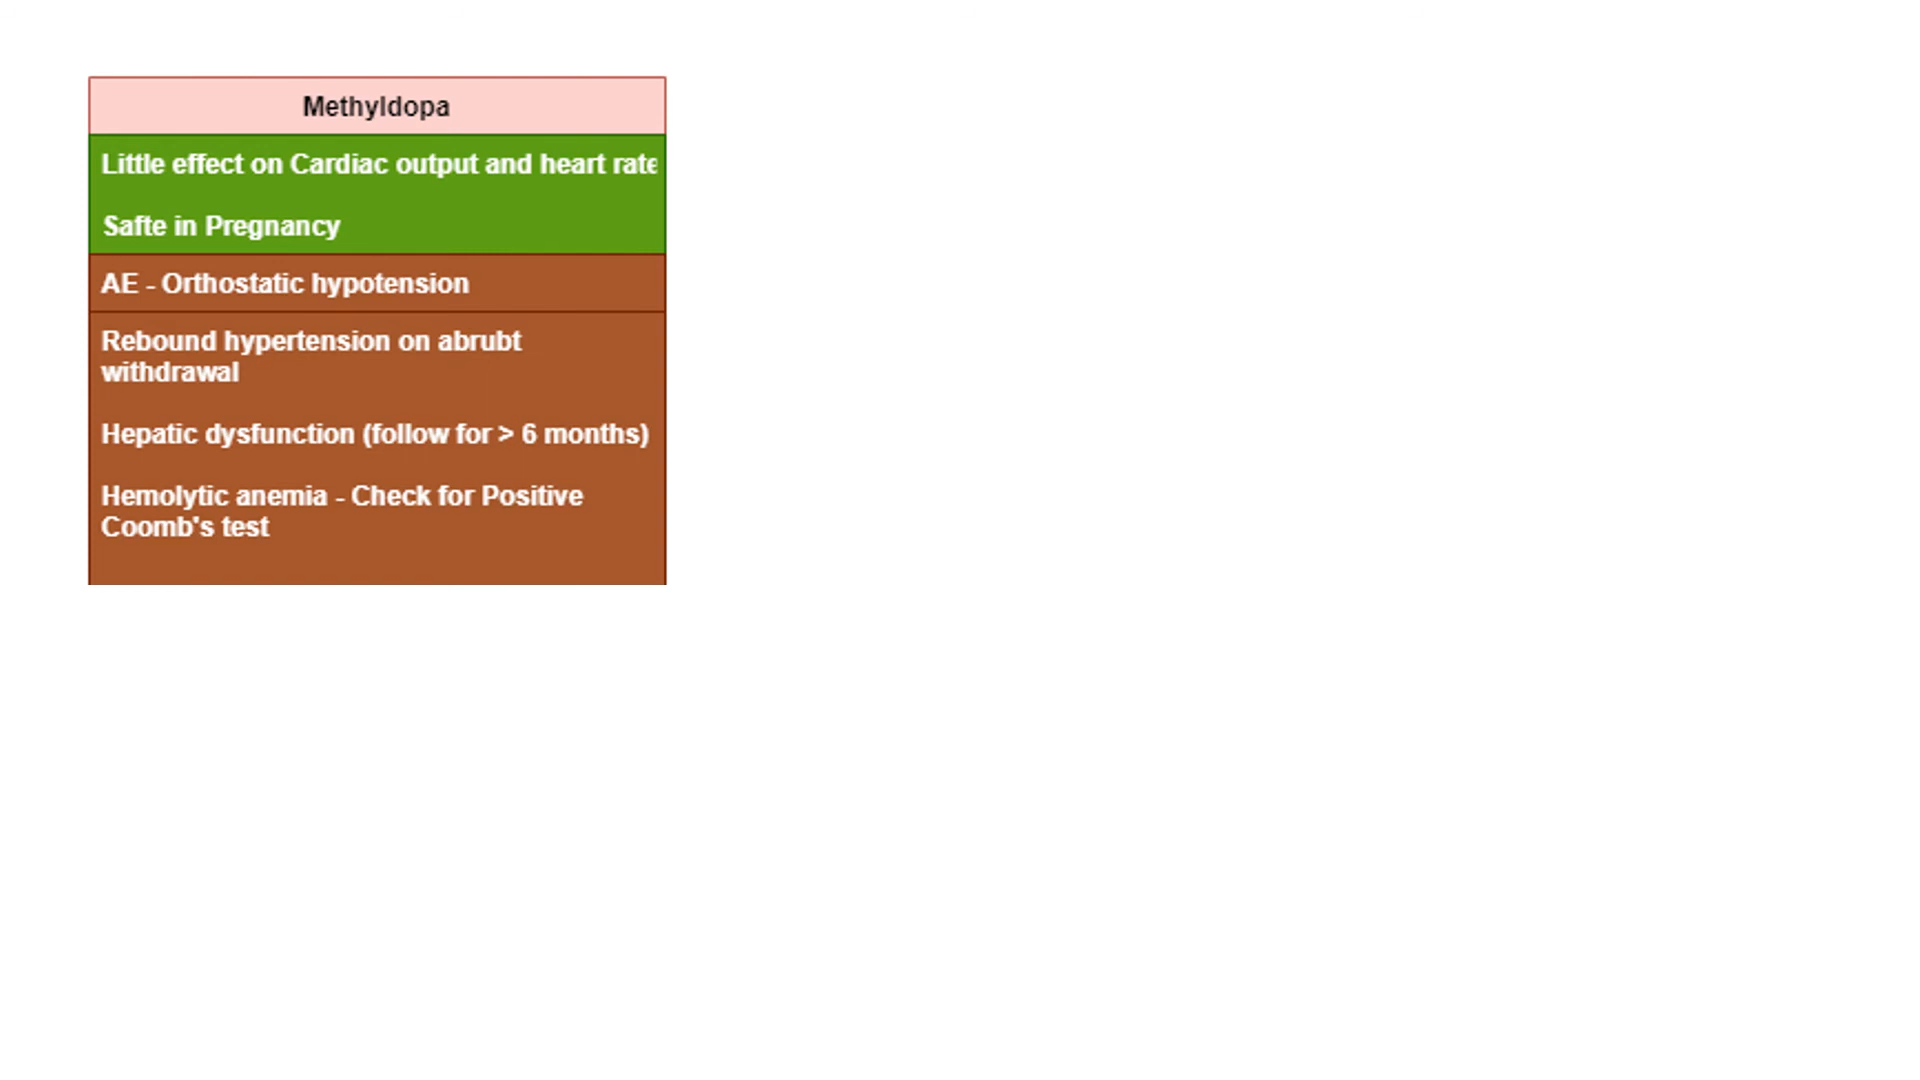 Methyldopa
Little effect on Cardiac output and heart rate
Safte in Pregnancy
AE - Orthostatic hypotension
Rebound hypertension on abrubt
withdrawal
Hepatic dysfunction (follow for > 6 months)
Hemolytic anemia - Check for Positive
Coomb's test